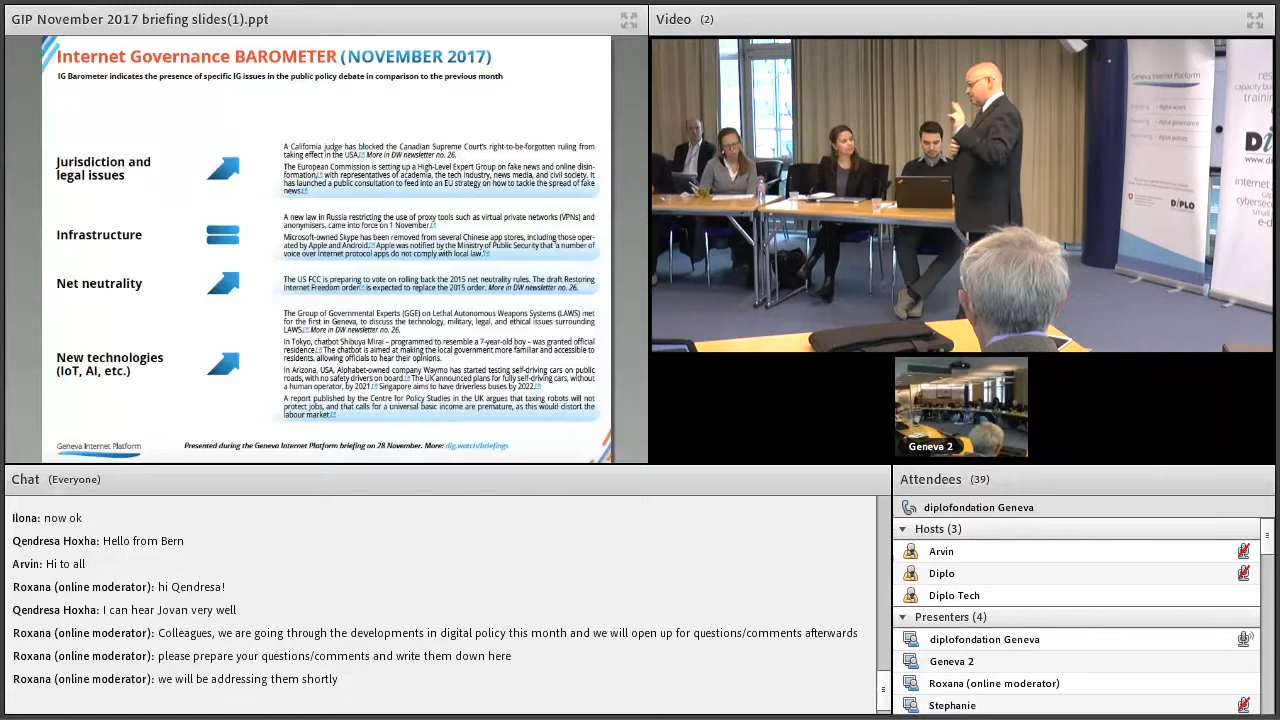 GIP November 2017 briefing slides(1).ppt
Internet Governance BAROMETER (NOVEMBER 2017)
IG Barometer indicates the presence of specific IG issues in the public policy debate in comparison to the previous month
Jurisdiction and
legal issues
A California judge has blocked the Canadian Supreme Court's right-to-be-forgotten ruling from
taking effect in the USA. More in DW newsletter no. 26.
The European Commission is setting up a High-Level Expert Group on fake news and online disin-
formation, with representatives of academia, the tech industry, news media, and civil society. It
has launched a public consultation to feed into an EU strategy on how to tackle the spread of fake
news.
Infrastructure
A new law in Russia restricting the use of proxy tools such as virtual private networks (VPNs) and
anonymisers, came into force on 1 November.
Microsoft-owned Skype has been removed from several Chinese app stores, including those oper-
ated by Apple and Android. Apple was notified by the Ministry of Public Security that 'a number of
voice over Internet protocol apps do not comply with local law.'
Net neutrality
The US FCC is preparing to vote on rolling back the 2015 net neutrality rules. The draft Restoring
Internet Freedom order is expected to replace the 2015 order. More in DW newsletter no. 26.
New technologies
(IoT, AI, etc.)
The Group of Governmental Experts (GGE) on Lethal Autonomous Weapons Systems (LAWS) met
for the first in Geneva, to discuss the technology, military, legal, and ethical issues surrounding
LAWS. More in DW newsletter no. 26.
In Tokyo, chatbot Shibuya Mirai – programmed to resemble a 7-year-old boy – was granted official
residence. The chatbot is aimed at making the local government more familiar and accessible to
residents, allowing officials to hear their opinions.
In Arizona, USA, Alphabet-owned company Waymo has started testing self-driving cars on public
roads, with no safety drivers on board. The UK announced plans for fully self-driving cars, without
a human operator, by 2021. Singapore aims to have driverless buses by 2022.
A report published by the Centre for Policy Studies in the UK argues that taxing robots will not
protect jobs, and that calls for a universal basic income are premature, as this would distort the
labour market.
Geneva Internet Platform
Presented during the Geneva Internet Platform briefing on 28 November. More: dig.watch/briefings
Video (2)
Geneva Internet Platform
DiPLO
res
capacity bu
training
Di
internet g
cybersecu
small s
e-d
Geneva 2
Chat (Everyone)
Ilona: now ok
Qendresa Hoxha: Hello from Bern
Arvin: Hi to all
Roxana (online moderator): hi Qendresa!
Qendresa Hoxha: I can hear Jovan very well
Roxana (online moderator): Colleagues, we are going through the developments in digital policy this month and we will open up for questions/comments afterwards
Roxana (online moderator): please prepare your questions/comments and write them down here
Roxana (online moderator): we will be addressing them shortly
Attendees (39)
diplofondation Geneva
Hosts (3)
Arvin
Diplo
Diplo Tech
Presenters (4)
diplofondation Geneva
Geneva 2
Roxana (online moderator)
Stephanie